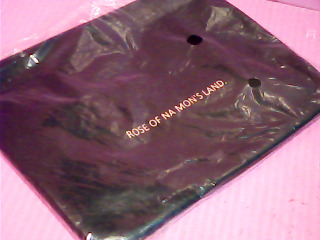 ROSE OF NA MON'S LAND.